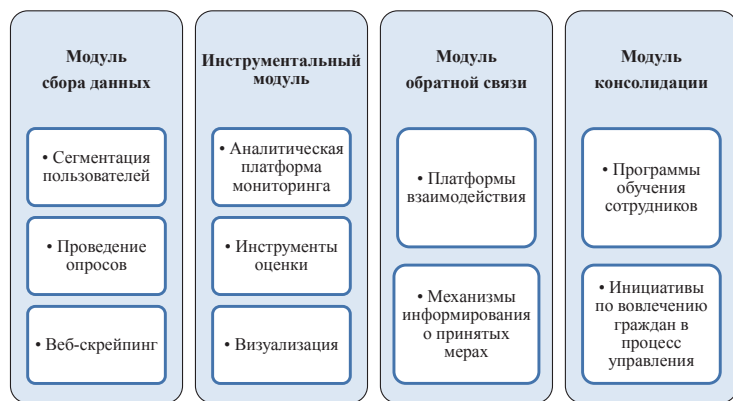 Модуль
сбора данных
• Сегментация
пользователей
• Проведение
опросов
• Веб-скрейпинг
Инструментальный
модуль
• Аналитическая
платформа
мониторинга
• Инструменты
оценки
• Визуализация
Модуль
обратной связи
• Платформы
взаимодействия
• Механизмы
информирования
о принятых
мерах
Модуль
консолидации
• Программы
обучения
сотрудников
• Инициативы
по вовлечению
граждан в
процесс
управления